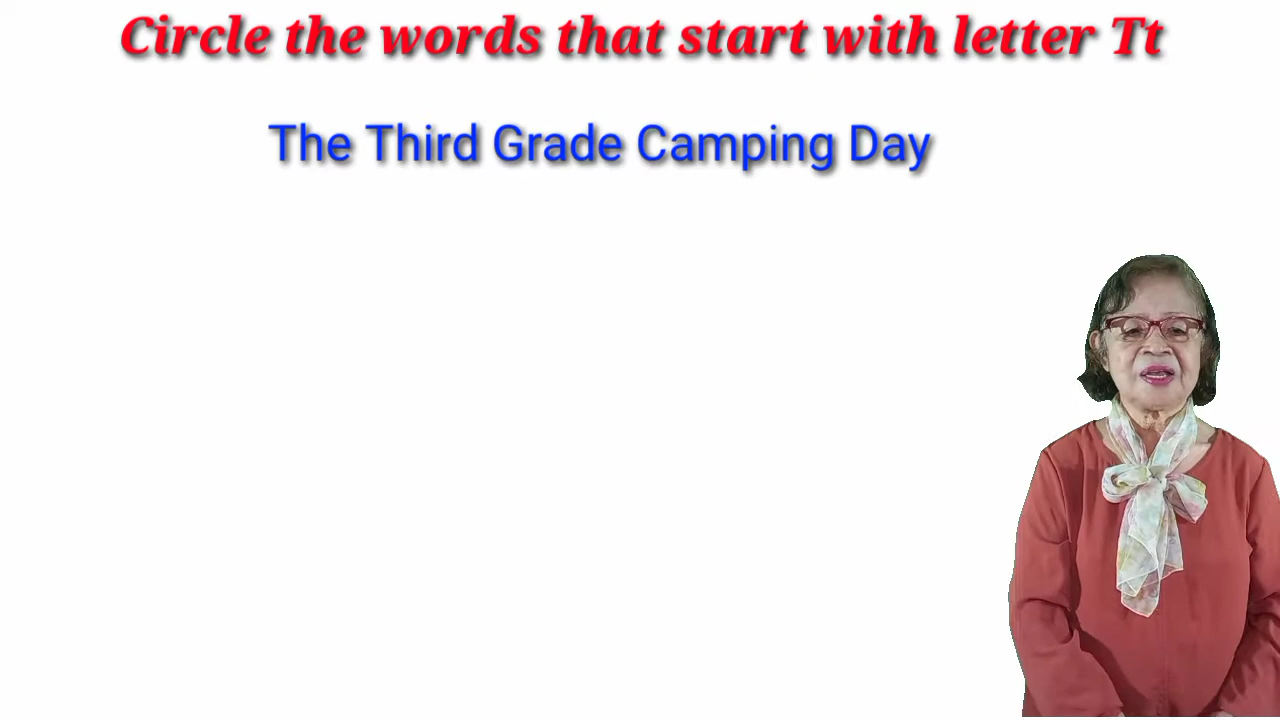 Circle the words that start with letter Tt
The Third Grade Camping Day